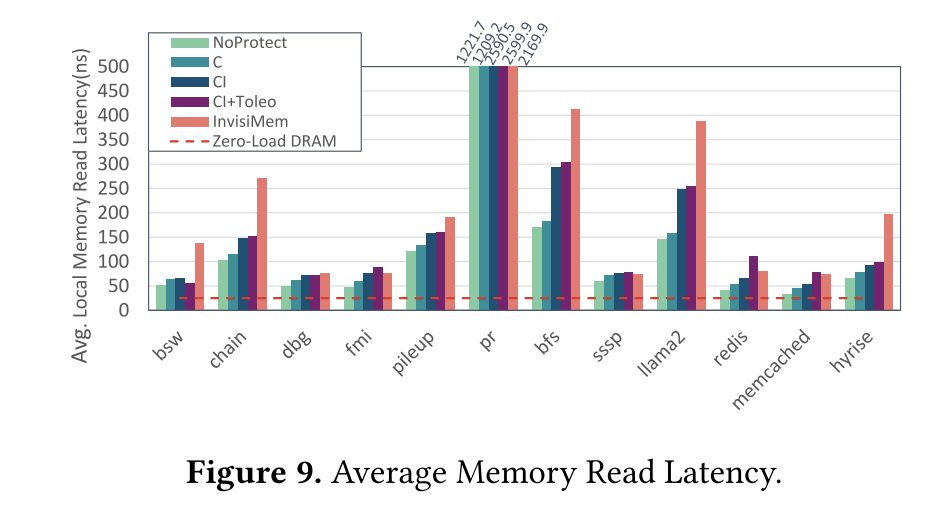 1221.7
1209.2
2590.5
2599.9
2169.9
NoProtect
C
CI
CI+Toleo
InvisiMem
Zero-Load DRAM
Avg. Local Memory Read Latency(ns)
500
450
400
350
300
250
200
150
100
50
0
bsw
chain
dbg
fmi
pileup
pr
bfs
sssp
llama2
redis
memcached
hyrise
Figure 9. Average Memory Read Latency.